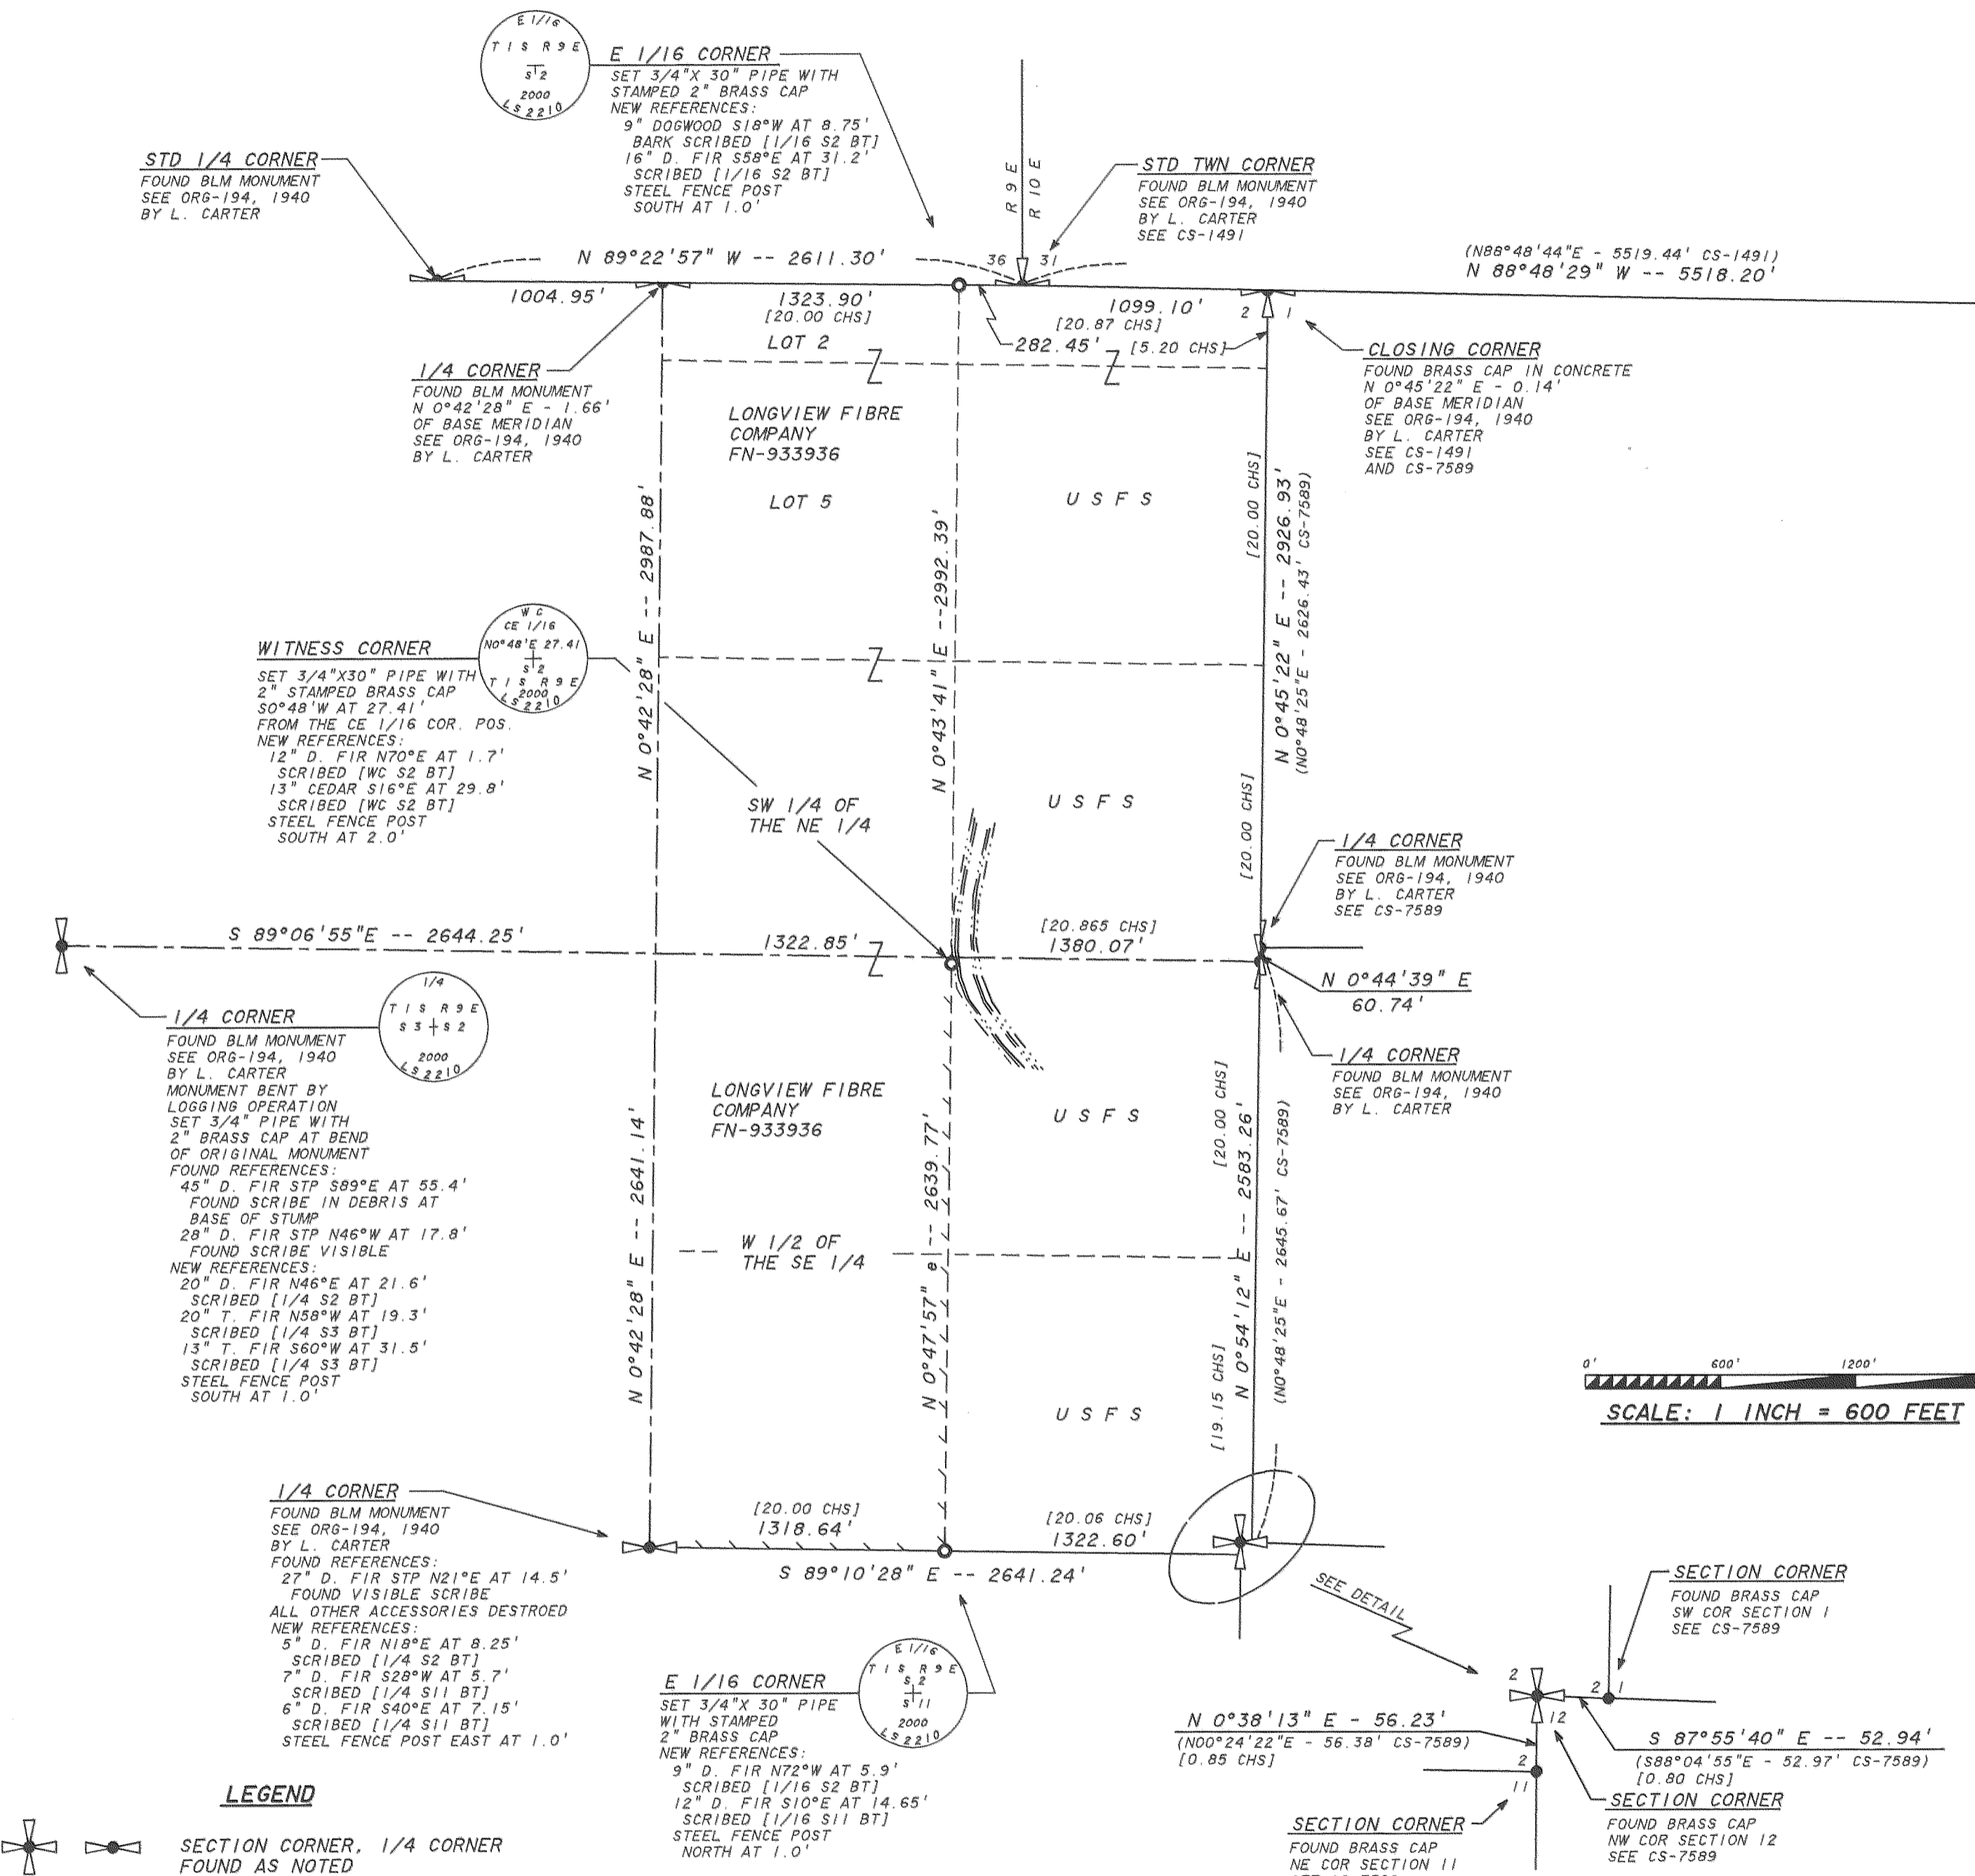 E 1/16
T 1 S R 9 E
S 2
2000
LS 2210
E 1/16 CORNER
SET 3/4"X 30" PIPE WITH
STAMPED 2" BRASS CAP
NEW REFERENCES:
9" DOGWOOD S18°W AT 8.75'
BARK SCRIBED [1/16 S2 BT]
16" D. FIR S58°E AT 31.2'
SCRIBED [1/16 S2 BT]
STEEL FENCE POST
SOUTH AT 1.0'
STD 1/4 CORNER
FOUND BLM MONUMENT
SEE ORG-194, 1940
BY L. CARTER
R 9 E
R 10 E
STD TWN CORNER
FOUND BLM MONUMENT
SEE ORG-194, 1940
BY L. CARTER
SEE CS-1491
N 89°22'57" W -- 2611.30'
36 31
(N88°48'44"E - 5519.44' CS-1491)
N 88°48'29" W -- 5518.20'
1004.95'
1323.90'
[20.00 CHS]
1099.10'
[20.87 CHS]
2 1
LOT 2
282.45'
[5.20 CHS]
1/4 CORNER
FOUND BLM MONUMENT
N 0°42'28" E - 1.66'
OF BASE MERIDIAN
SEE ORG-194, 1940
BY L. CARTER
CLOSING CORNER
FOUND BRASS CAP IN CONCRETE
N 0°45'22" E - 0.14'
OF BASE MERIDIAN
SEE ORG-194, 1940
BY L. CARTER
SEE CS-1491
AND CS-7589
LONGVIEW FIBRE
COMPANY
FN-933936
LOT 5
U S F S
N 0°42'28" E -- 2987.88'
N 0°43'41" E --2992.39'
[20.00 CHS]
N 0°45'22" E -- 2926.93'
(N0°48'25"E - 2626.43' CS-7589)
[20.00 CHS]
WITNESS CORNER
SET 3/4"X30" PIPE WITH
2" STAMPED BRASS CAP
S0°48'W AT 27.41'
FROM THE CE 1/16 COR. POS.
NEW REFERENCES:
12" D. FIR N70°E AT 1.7'
SCRIBED [WC S2 BT]
13" CEDAR S16°E AT 29.8'
SCRIBED [WC S2 BT]
STEEL FENCE POST
SOUTH AT 2.0'
W C
CE 1/16
N0°48'E 27.41
S 2
T 1 S R 9 E
2000
LS 2210
SW 1/4 OF
THE NE 1/4
U S F S
1/4 CORNER
FOUND BLM MONUMENT
SEE ORG-194, 1940
BY L. CARTER
SEE CS-7589
S 89°06'55"E -- 2644.25'
1322.85'
[20.865 CHS]
1380.07'
N 0°44'39" E
60.74'
1/4 CORNER
FOUND BLM MONUMENT
SEE ORG-194, 1940
BY L. CARTER
1/4
T 1 S R 9 E
S 3 S 2
2000
LS 2210
1/4 CORNER
FOUND BLM MONUMENT
SEE ORG-194, 1940
BY L. CARTER
MONUMENT BENT BY
LOGGING OPERATION
SET 3/4" PIPE WITH
2" BRASS CAP AT BEND
OF ORIGINAL MONUMENT
FOUND REFERENCES:
45" D. FIR STP S89°E AT 55.4'
FOUND SCRIBE IN DEBRIS AT
BASE OF STUMP
28" D. FIR STP N46°W AT 17.8'
FOUND SCRIBE VISIBLE
NEW REFERENCES:
20" D. FIR N46°E AT 21.6'
SCRIBED [1/4 S2 BT]
20" T. FIR N58°W AT 19.3'
SCRIBED [1/4 S3 BT]
13" T. FIR S60°W AT 31.5'
SCRIBED [1/4 S3 BT]
STEEL FENCE POST
SOUTH AT 1.0'
LONGVIEW FIBRE
COMPANY
FN-933936
U S F S
N 0°42'28" E -- 2641.14'
N 0°47'57" e -- 2639.77'
[20.00 CHS]
[19.15 CHS]
N 0°54'12" E -- 2583.26'
(N0°48'25"E - 2645.67' CS-7589)
W 1/2 OF
THE SE 1/4
U S F S
0' 600' 1200'
SCALE: 1 INCH = 600 FEET
1/4 CORNER
FOUND BLM MONUMENT
SEE ORG-194, 1940
BY L. CARTER
FOUND REFERENCES:
27" D. FIR STP N21°E AT 14.5'
FOUND VISIBLE SCRIBE
ALL OTHER ACCESSORIES DESTROED
NEW REFERENCES:
5" D. FIR N18°E AT 8.25'
SCRIBED [1/4 S2 BT]
7" D. FIR S28°W AT 5.7'
SCRIBED [1/4 S11 BT]
6" D. FIR S40°E AT 7.15'
SCRIBED [1/4 S11 BT]
STEEL FENCE POST EAST AT 1.0'
[20.00 CHS]
1318.64'
[20.06 CHS]
1322.60'
S 89°10'28" E -- 2641.24'
SEE DETAIL
E 1/16 CORNER
SET 3/4"X 30" PIPE
WITH STAMPED
2" BRASS CAP
NEW REFERENCES:
9" D. FIR N72°W AT 5.9'
SCRIBED [1/16 S2 BT]
12" D. FIR S10°E AT 14.65'
SCRIBED [1/16 S11 BT]
STEEL FENCE POST
NORTH AT 1.0'
E 1/16
T 1 S R 9 E
S 2
S 11
2000
LS 2210
SECTION CORNER
FOUND BRASS CAP
SW COR SECTION 1
SEE CS-7589
2
2 1
12
N 0°38'13" E - 56.23'
(N00°24'22"E - 56.38' CS-7589)
[0.85 CHS]
2
11
S 87°55'40" E -- 52.94'
(S88°04'55"E - 52.97' CS-7589)
[0.80 CHS]
SECTION CORNER
FOUND BRASS CAP
NW COR SECTION 12
SEE CS-7589
SECTION CORNER
FOUND BRASS CAP
NE COR SECTION 11
LEGEND
SECTION CORNER, 1/4 CORNER
FOUND AS NOTED